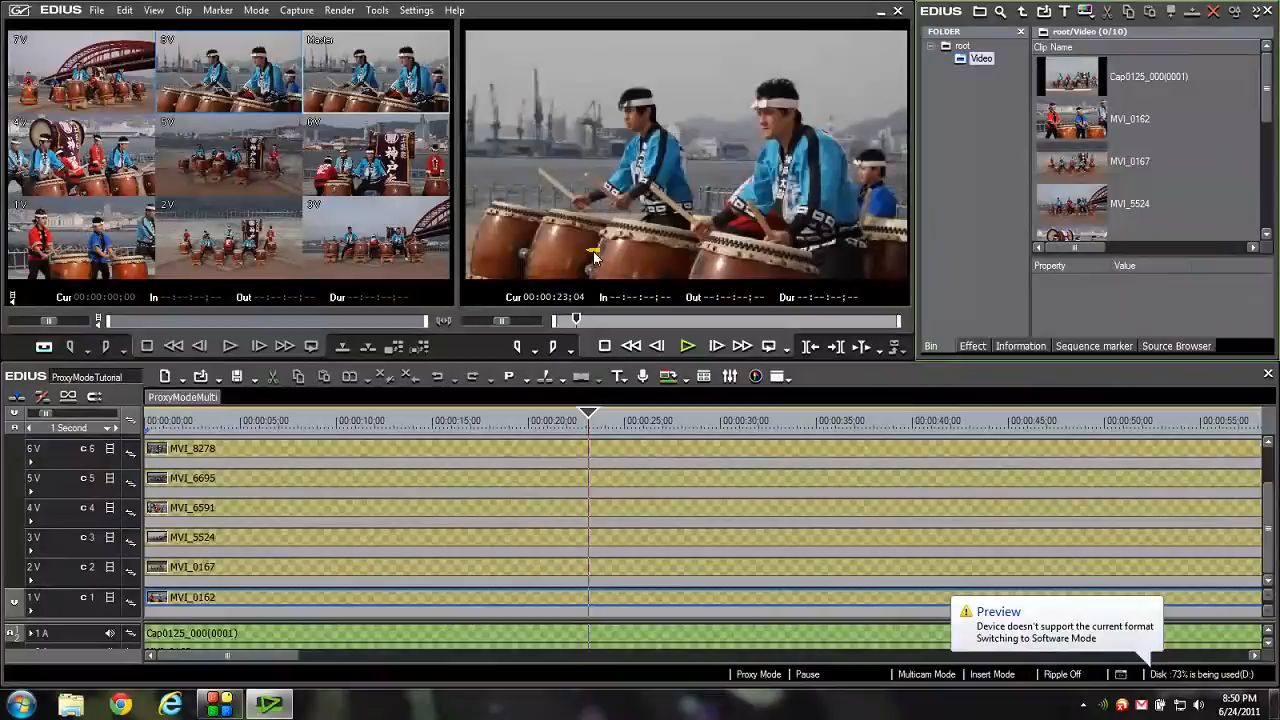 EDIUS File Edit View Clip Marker Mode Capture Render Tools Settings Help
EDIUS
7V
8V
Master
4V
5V
6V
1V
2V
3V
Cur 00:00:00;00 In --:--:--;-- Out --:--:--;-- Dur --:--:--;--
Cur 00:00:23;04 In --:--:--;-- Out --:--:--;-- Dur --:--:--;--
FOLDER
root
Video
root/Video (0/10)
Clip Name
Cap0125_000(0001)
MVI_0162
MVI_0167
MVI_5524
Property Value
Bin Effect Information Sequence marker Source Browser
EDIUS ProxyModeTutorial
ProxyModeMulti
1 Second
00:00:00;00 00:00:05;00 00:00:10;00 00:00:15;00 00:00:20;00 00:00:25;00 00:00:30;00 00:00:35;00 00:00:40;00 00:00:45;00 00:00:50;00 00:00:55;00
6 V C 6 MVI_8278
5 V C 5 MVI_6695
4 V C 4 MVI_6591
3 V C 3 MVI_5524
2 V C 2 MVI_0167
1 V C 1 MVI_0162
1 A Cap0125_000(0001)
Preview
Device doesn't support the current format
Switching to Software Mode
Proxy Mode Pause Multicam Mode Insert Mode Ripple Off Disk :73% is being used(D:)
8:50 PM
6/24/2011